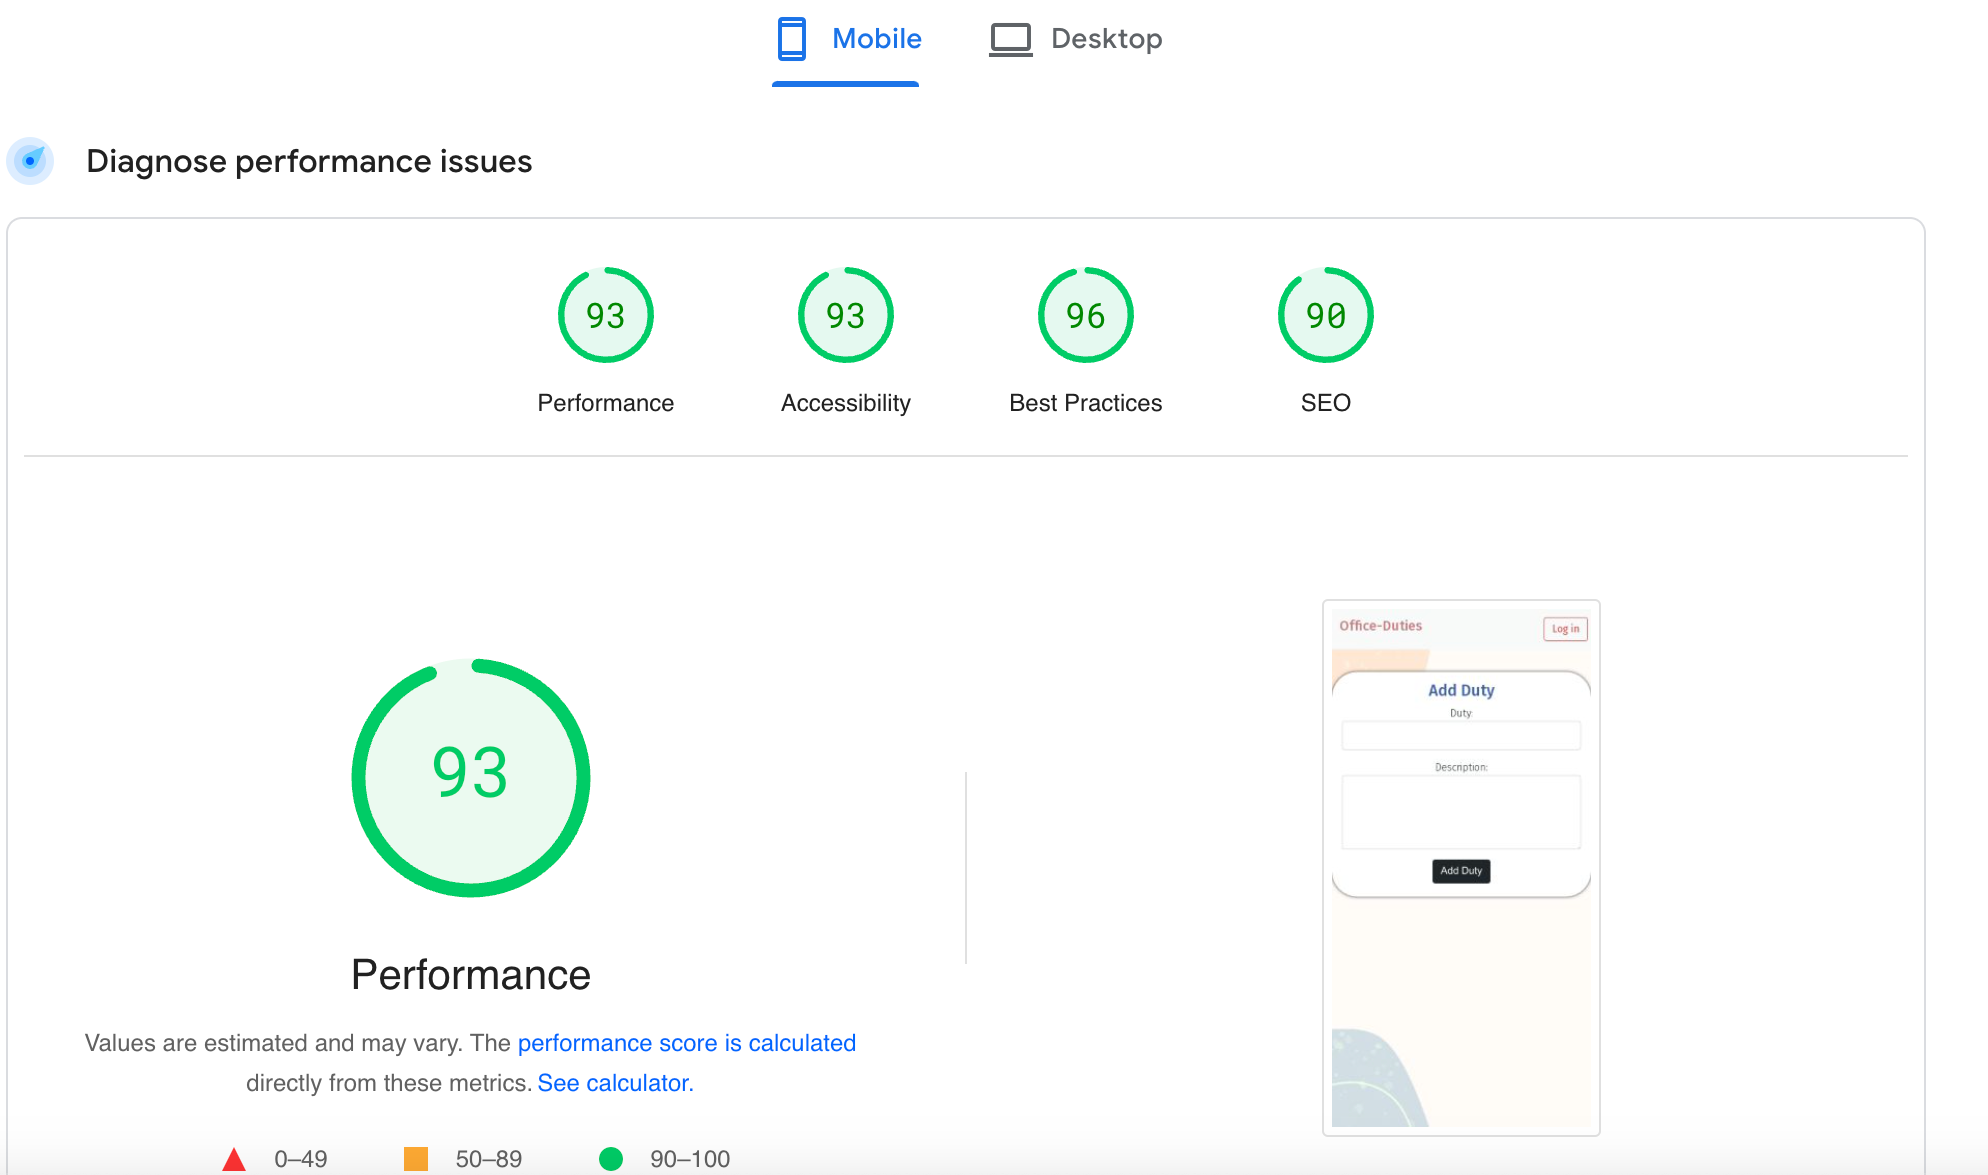 Mobile
Desktop
Diagnose performance issues
93
93
96
90
Performance
Accessibility
Best Practices
SEO
93
Performance
Values are estimated and may vary. The performance score is calculated
directly from these metrics. See calculator.
0–49
50–89
90–100
Office-Duties
Log in
Add Duty
Duty:
Description:
Add Duty